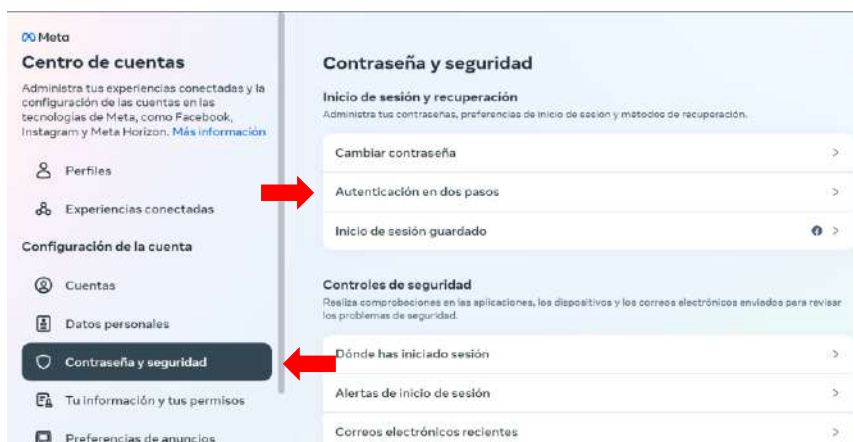 Meta
Centro de cuentas
Administra tus experiencias conectadas y la
configuración de las cuentas en las
tecnologías de Meta, como Facebook,
Instagram y Meta Horizon. Más información
Perfiles
Experiencias conectadas
Configuración de la cuenta
Cuentas
Datos personales
Contraseña y seguridad
Tu información y tus permisos
Preferencias de anuncios
Contraseña y seguridad
Inicio de sesión y recuperación
Administra tus contraseñas, preferencias de inicio de sesión y métodos de recuperación.
Cambiar contraseña
Autenticación en dos pasos
Inicio de sesión guardado
Controles de seguridad
Realiza comprobaciones en las aplicaciones, los dispositivos y los correos electrónicos enviados para revisar
los problemas de seguridad.
Dónde has iniciado sesión
Alertas de inicio de sesión
Correos electrónicos recientes